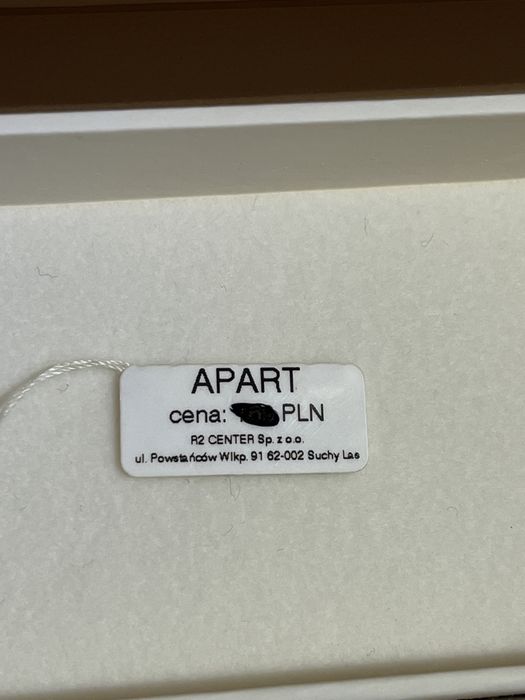 APART
cena: PLN
R2 CENTER Sp. z o.o.
ul. Powstańców Wlkp. 91 62-002 Suchy Las